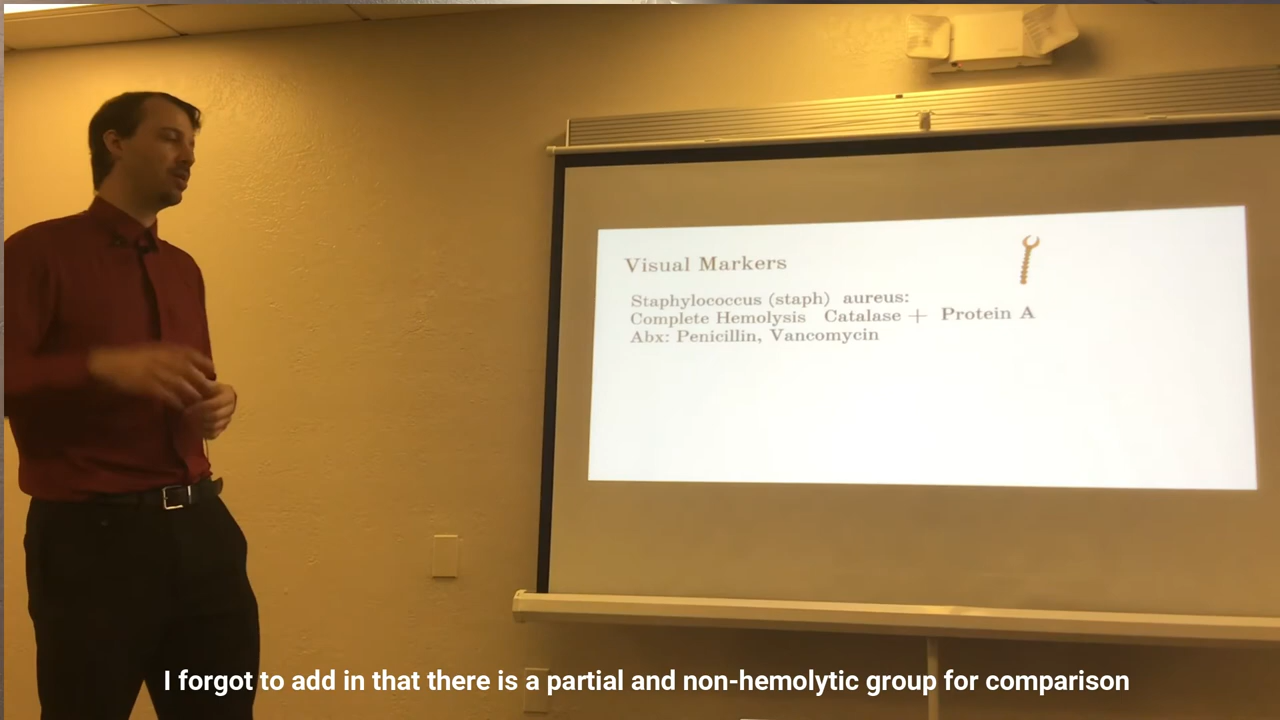 Visual Markers
Staphylococcus (staph) aureus:
Complete Hemolysis Catalase + Protein A
Abx: Penicillin, Vancomycin
I forgot to add in that there is a partial and non-hemolytic group for comparison